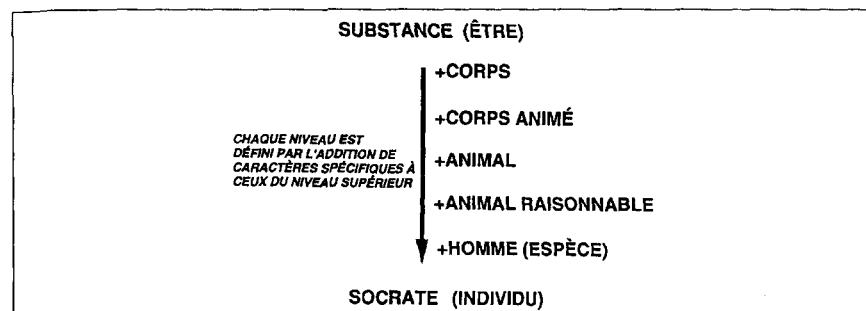 SUBSTANCE (ÊTRE)
+CORPS
+CORPS ANIMÉ
CHAQUE NIVEAU EST
DÉFINI PAR L'ADDITION DE
CARACTÈRES SPÉCIFIQUES À
CEUX DU NIVEAU SUPÉRIEUR
+ANIMAL
+ANIMAL RAISONNABLE
+HOMME (ESPÈCE)
SOCRATE (INDIVIDU)